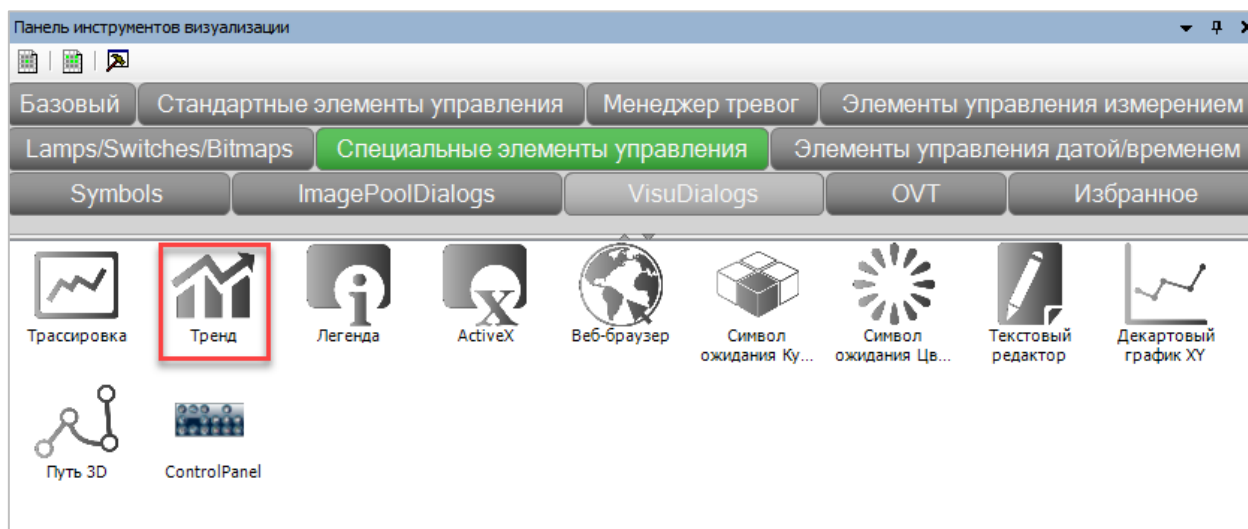 Панель инструментов визуализации
Базовый Стандартные элементы управления Менеджер тревог Элементы управления измерением
Lamps/Switches/Bitmaps Специальные элементы управления Элементы управления датой/временем
Symbols ImagePoolDialogs VisuDialogs OVT Избранное
Трассировка Тренд Легенда ActiveX Веб-браузер Символ ожидания Ку... Символ ожидания Цв... Текстовый редактор Декартовый график XY
Путь 3D ControlPanel